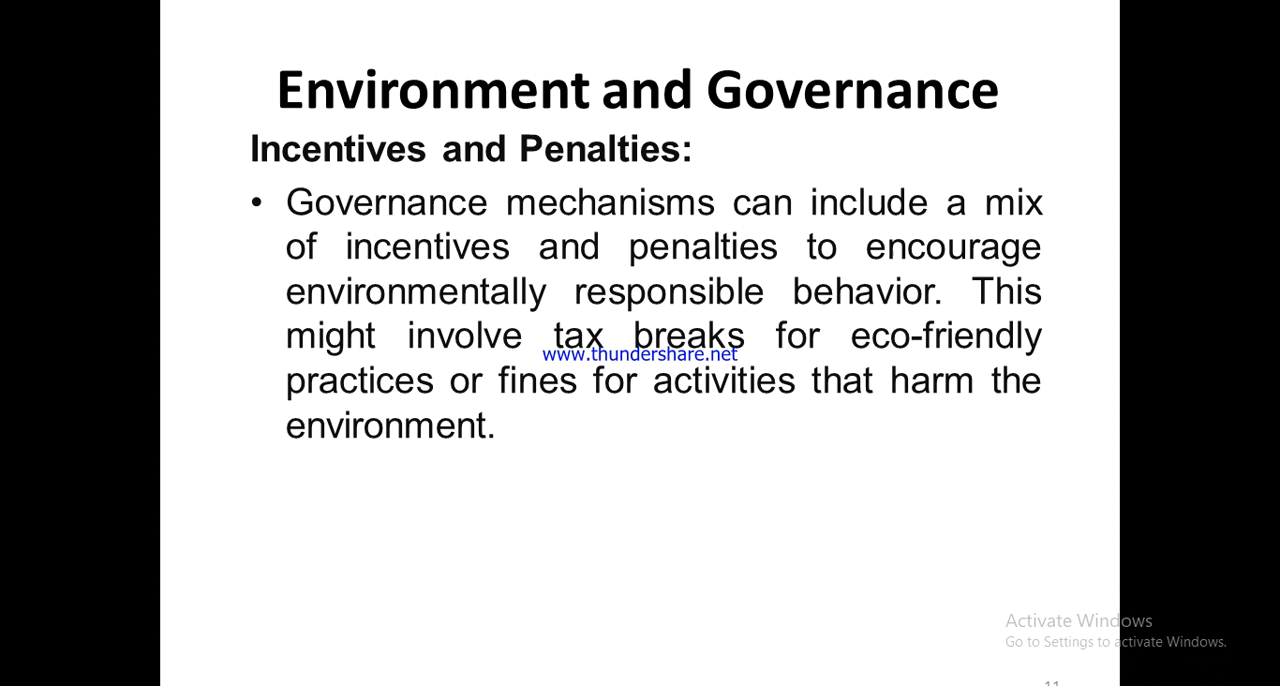 Environment and Governance
Incentives and Penalties:
• Governance mechanisms can include a mix
of incentives and penalties to encourage
environmentally responsible behavior. This
might involve tax breaks for eco-friendly
www.thundershare.net
practices or fines for activities that harm the
environment.
Activate Windows
Go to Settings to activate Windows.
11